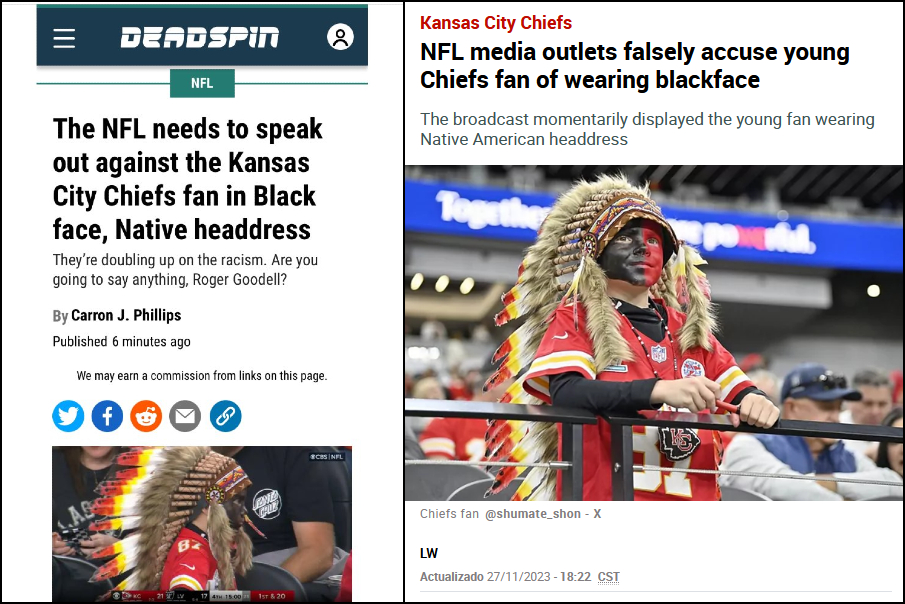 DEADSPIN
NFL
The NFL needs to speak
out against the Kansas
City Chiefs fan in Black
face, Native headdress
They’re doubling up on the racism. Are you
going to say anything, Roger Goodell?
By Carron J. Phillips
Published 6 minutes ago
We may earn a commission from links on this page.
CBS NFL
87
KC 21 LV 17 4TH 15:00 1ST & 20
Kansas City Chiefs
NFL media outlets falsely accuse young
Chiefs fan of wearing blackface
The broadcast momentarily displayed the young fan wearing
Native American headdress
Together
NFL
KC
Chiefs fan @shumate_shon - X
LW
Actualizado 27/11/2023 - 18:22 CST